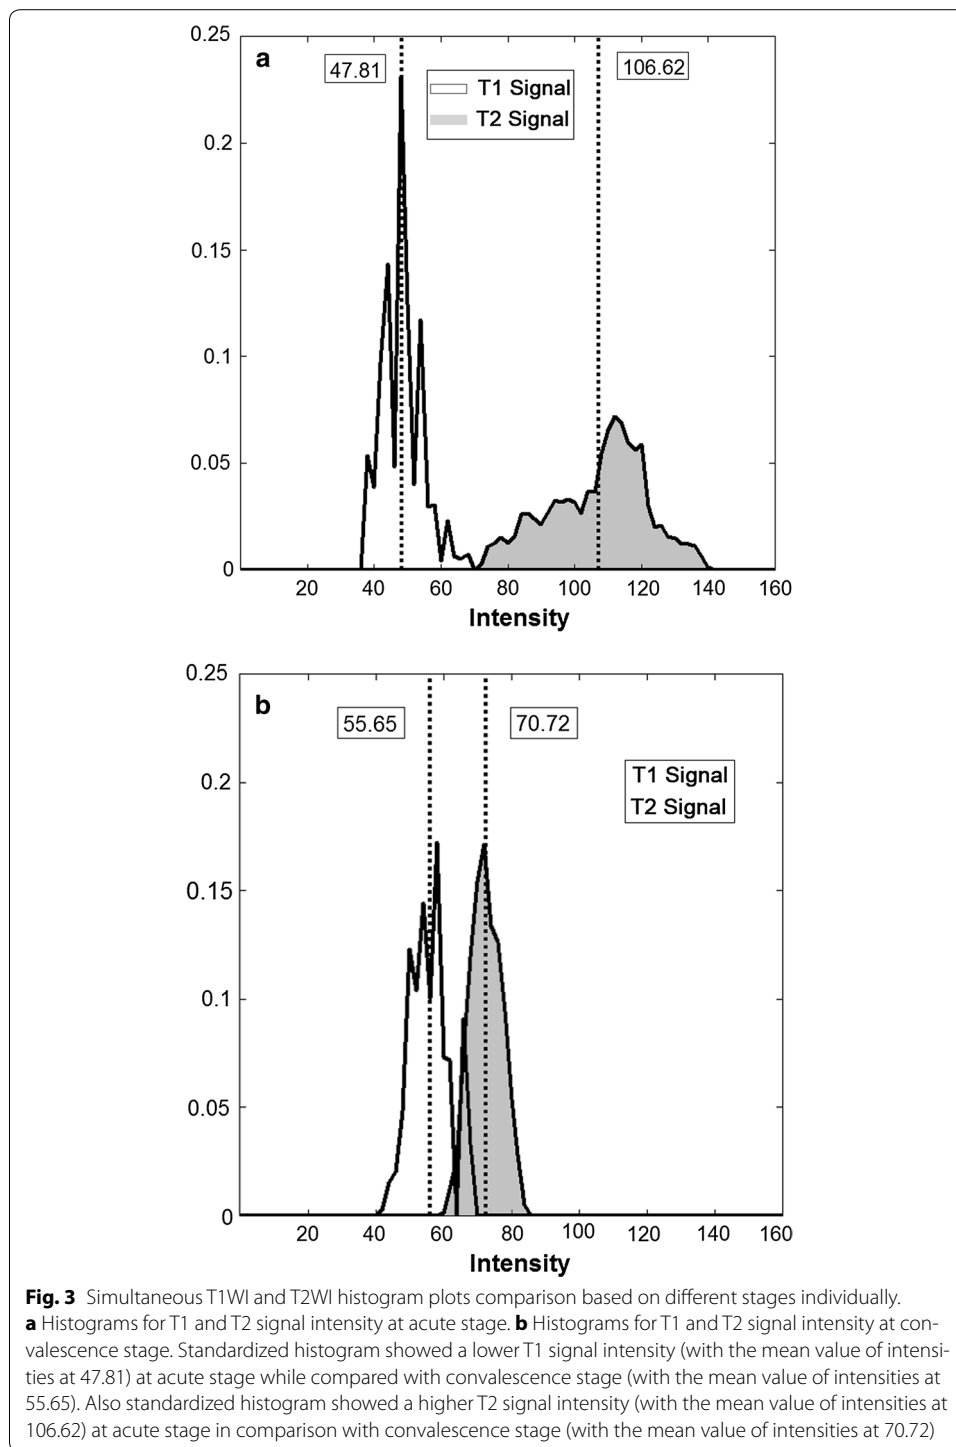 0.25
a
47.81
106.62
T1 Signal
T2 Signal
0.2
0.15
0.1
0.05
0
20 40 60 80 100 120 140 160
Intensity
0.25
b
55.65
70.72
T1 Signal
T2 Signal
0.2
0.15
0.1
0.05
0
20 40 60 80 100 120 140 160
Intensity
Fig. 3 Simultaneous T1WI and T2WI histogram plots comparison based on different stages individually.
a Histograms for T1 and T2 signal intensity at acute stage. b Histograms for T1 and T2 signal intensity at con-
valescence stage. Standardized histogram showed a lower T1 signal intensity (with the mean value of intensi-
ties at 47.81) at acute stage while compared with convalescence stage (with the mean value of intensities at
55.65). Also standardized histogram showed a higher T2 signal intensity (with the mean value of intensities at
106.62) at acute stage in comparison with convalescence stage (with the mean value of intensities at 70.72)